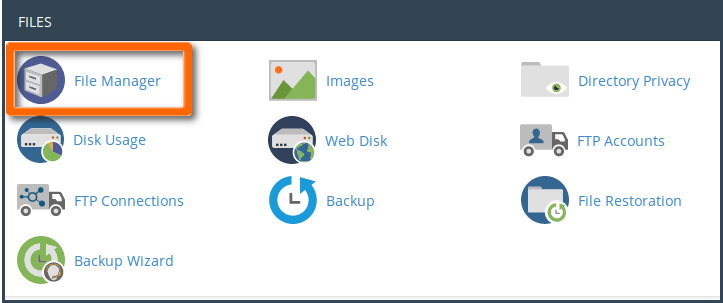 FILES
File Manager
Images
Directory Privacy
Disk Usage
Web Disk
FTP Accounts
FTP Connections
Backup
File Restoration
Backup Wizard